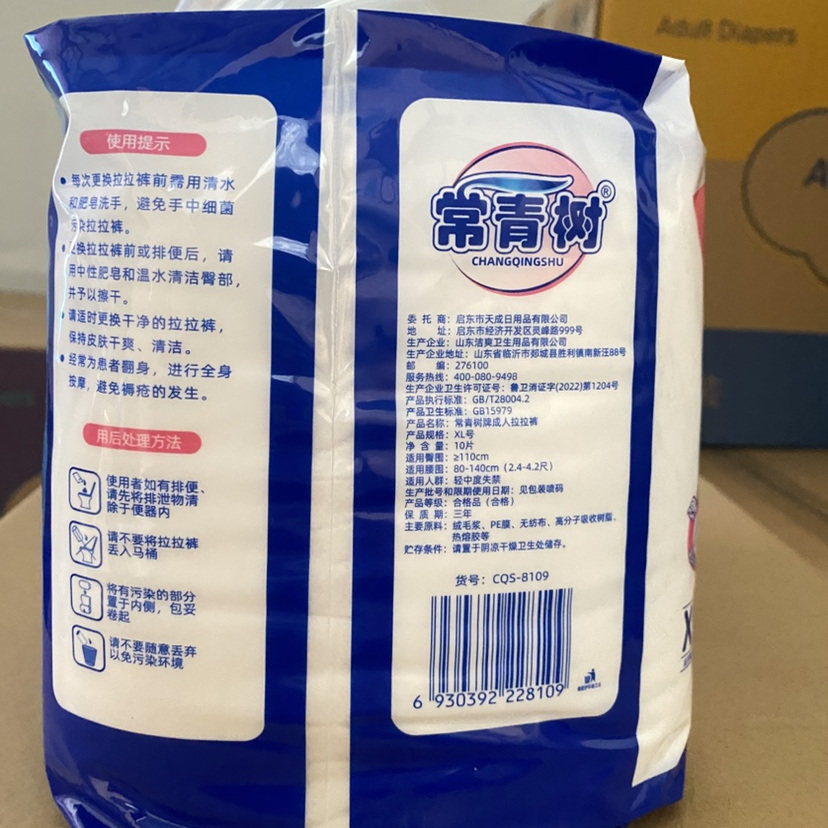 使用提示
每次更换拉拉裤前需用清水
和肥皂洗手，避免手中细菌
污染拉拉裤。
更换拉拉裤前或排便后，请
用中性肥皂和温水清洁臀部，
并予以擦干。
请适时更换干净的拉拉裤，
保持皮肤干爽、清洁。
经常为患者翻身，进行全身
按摩，避免褥疮的发生。
用后处理方法
使用者如有排便、
请先将排泄物清
除于便器内
请不要将拉拉裤
丢入马桶
将有污染的部分
置于内侧，包妥
卷起
请不要随意丢弃
以免污染环境
常青树®
CHANGQINGSHU
委托商：启东市天成日用品有限公司
地址：启东市经济开发区灵峰路999号
生产企业：山东洁爽卫生用品有限公司
生产企业地址：山东省临沂市郯城县胜利镇南新汪88号
邮编：276100
服务热线：400-080-9498
生产企业卫生许可证号：鲁卫消证字(2022)第1204号
产品执行标准：GB/T28004.2
产品卫生标准：GB15979
产品名称：常青树牌成人拉拉裤
产品规格：XL号
净含量：10片
适用臀围：≥110cm
适用腰围：80-140cm（2.4-4.2尺）
适用人群：轻中度失禁
生产批号和限期使用日期：见包装喷码
产品等级：合格品（合格）
保质期：三年
主要原料：绒毛浆、PE膜、无纺布、高分子吸收树脂、
热熔胶等
贮存条件：请置于阴凉干燥卫生处储存。
货号：CQS-8109
6 930392 228109
Adult Diapers